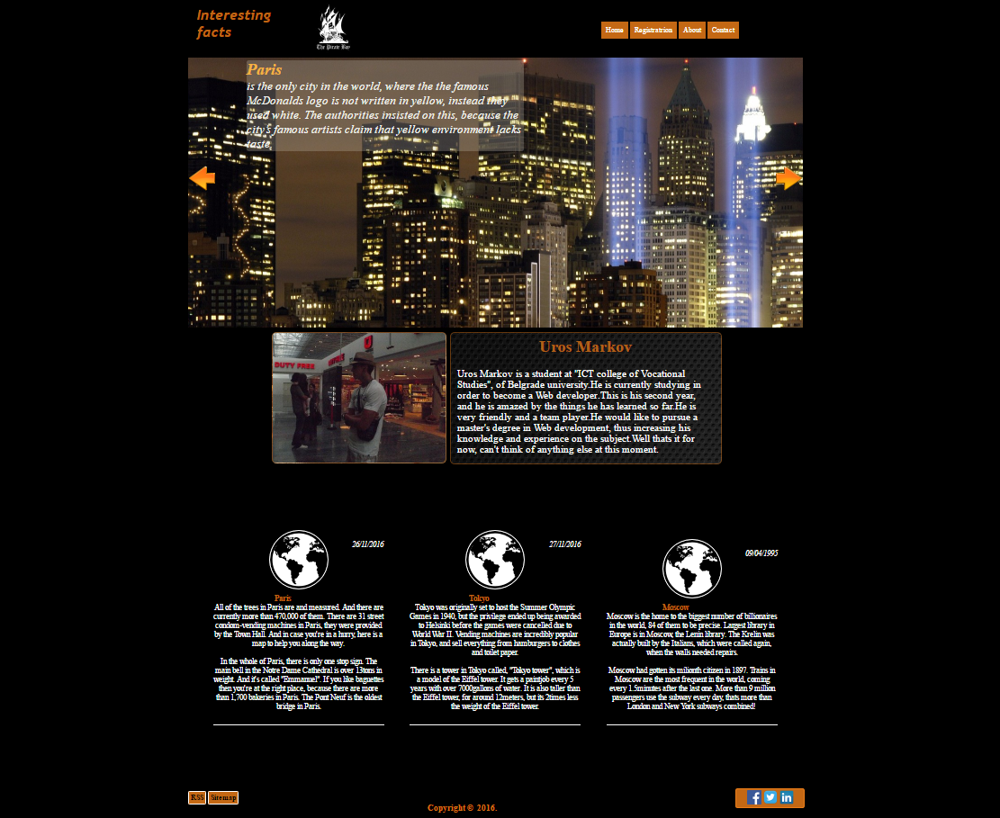 Interesting
facts
The Pirate Bay
Home Registratrion About Contact
Paris
is the only city in the world, where the the famous
McDonalds logo is not written in yellow, instead they
used white. The authorities insisted on this, because the
city's famous artists claim that yellow environment lacks
taste.
DUTY FREE
Uros Markov
Uros Markov is a student at "ICT college of Vocational
Studies", of Belgrade university.He is currently studying in
order to become a Web developer.This is his second year,
and he is amazed by the things he has learned so far.He is
very friendly and a team player.He would like to pursue a
master's degree in Web development, thus increasing his
knowledge and experience on the subject.Well thats it for
now, can't think of anything else at this moment.
26/11/2016
Paris
All of the trees in Paris are and measured. And there are
currently more than 470,000 of them. There are 31 street
condom-vending machines in Paris, they were provided
by the Town Hall. And in case you're in a hurry, here is a
map to help you along the way.
In the whole of Paris, there is only one stop sign. The
main bell in the Notre Dame Cathedral is over 13tons in
weight. And it's called "Emmanuel". If you like baguettes
then you're at the right place, because there are more
than 1,700 bakeries in Paris. The Pont Neuf is the oldest
bridge in Paris.
27/11/2016
Tokyo
Tokyo was originally set to host the Summer Olympic
Games in 1940, but the privilege ended up being awarded
to Helsinki before the games were cancelled due to
World War II. Vending machines are incredibly popular
in Tokyo, and sell everything from hamburgers to clothes
and toilet paper.
There is a tower in Tokyo called, "Tokyo tower", which is
a model of the Eiffel tower. It gets a paintjob every 5
years with over 7000gallons of water. It is also taller than
the Eiffel tower, for around 12meters, but its 2times less
the weight of the Eiffel tower.
09/04/1995
Moscow
Moscow is the home to the biggest number of billionaires
in the world, 84 of them to be precise. Largest library in
Europe is in Moscow, the Lenin library. The Krelin was
actually built by the Italians, which were called again,
when the walls needed repairs.
Moscow had gotten its milionth citizen in 1897. Trains in
Moscow are the most frequent in the world, coming
every 1.5minutes after the last one. More than 9 million
passengers use the subway every day, thats more than
London and New York subways combined!
RSS Sitemap
Copyright © 2016.